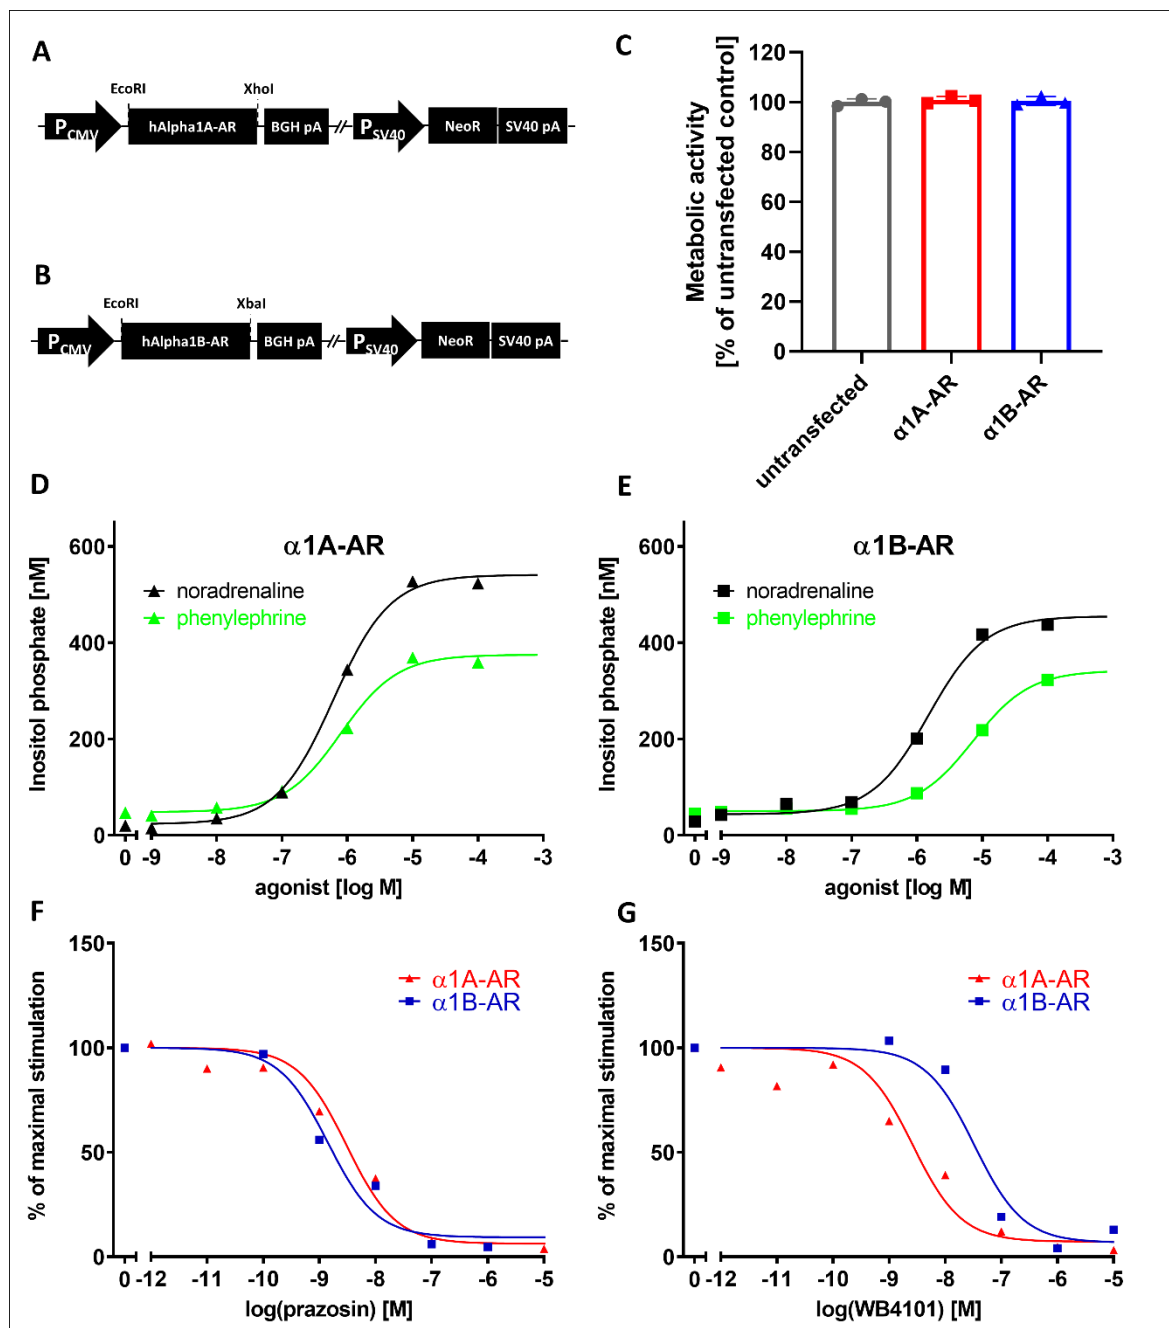 A
EcoRI XhoI
PCMV hAlpha1A-AR BGH pA // PSV40 NeoR SV40 pA
B
EcoRI XbaI
PCMV hAlpha1B-AR BGH pA // PSV40 NeoR SV40 pA
C
Metabolic activity
[% of untransfected control]
120
100
80
60
40
20
0
untransfected
α1A-AR
α1B-AR
D
α1A-AR
noradrenaline
phenylephrine
Inositol phosphate [nM]
600
400
200
0
0 -9 -8 -7 -6 -5 -4 -3
agonist [log M]
E
α1B-AR
noradrenaline
phenylephrine
Inositol phosphate [nM]
600
400
200
0
0 -9 -8 -7 -6 -5 -4 -3
agonist [log M]
F
α1A-AR
α1B-AR
% of maximal stimulation
150
100
50
0
0 -12 -11 -10 -9 -8 -7 -6 -5
log(prazosin) [M]
G
α1A-AR
α1B-AR
% of maximal stimulation
150
100
50
0
0 -12 -11 -10 -9 -8 -7 -6 -5
log(WB4101) [M]